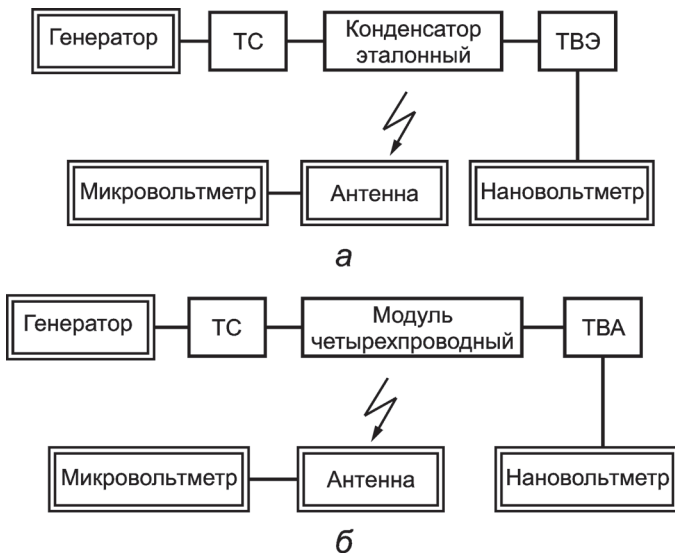 Генератор
ТС
Конденсатор
эталонный
ТВЭ
Микровольтметр
Антенна
Нановольтметр
а
Генератор
ТС
Модуль
четырехпроводный
ТВА
Микровольтметр
Антенна
Нановольтметр
б